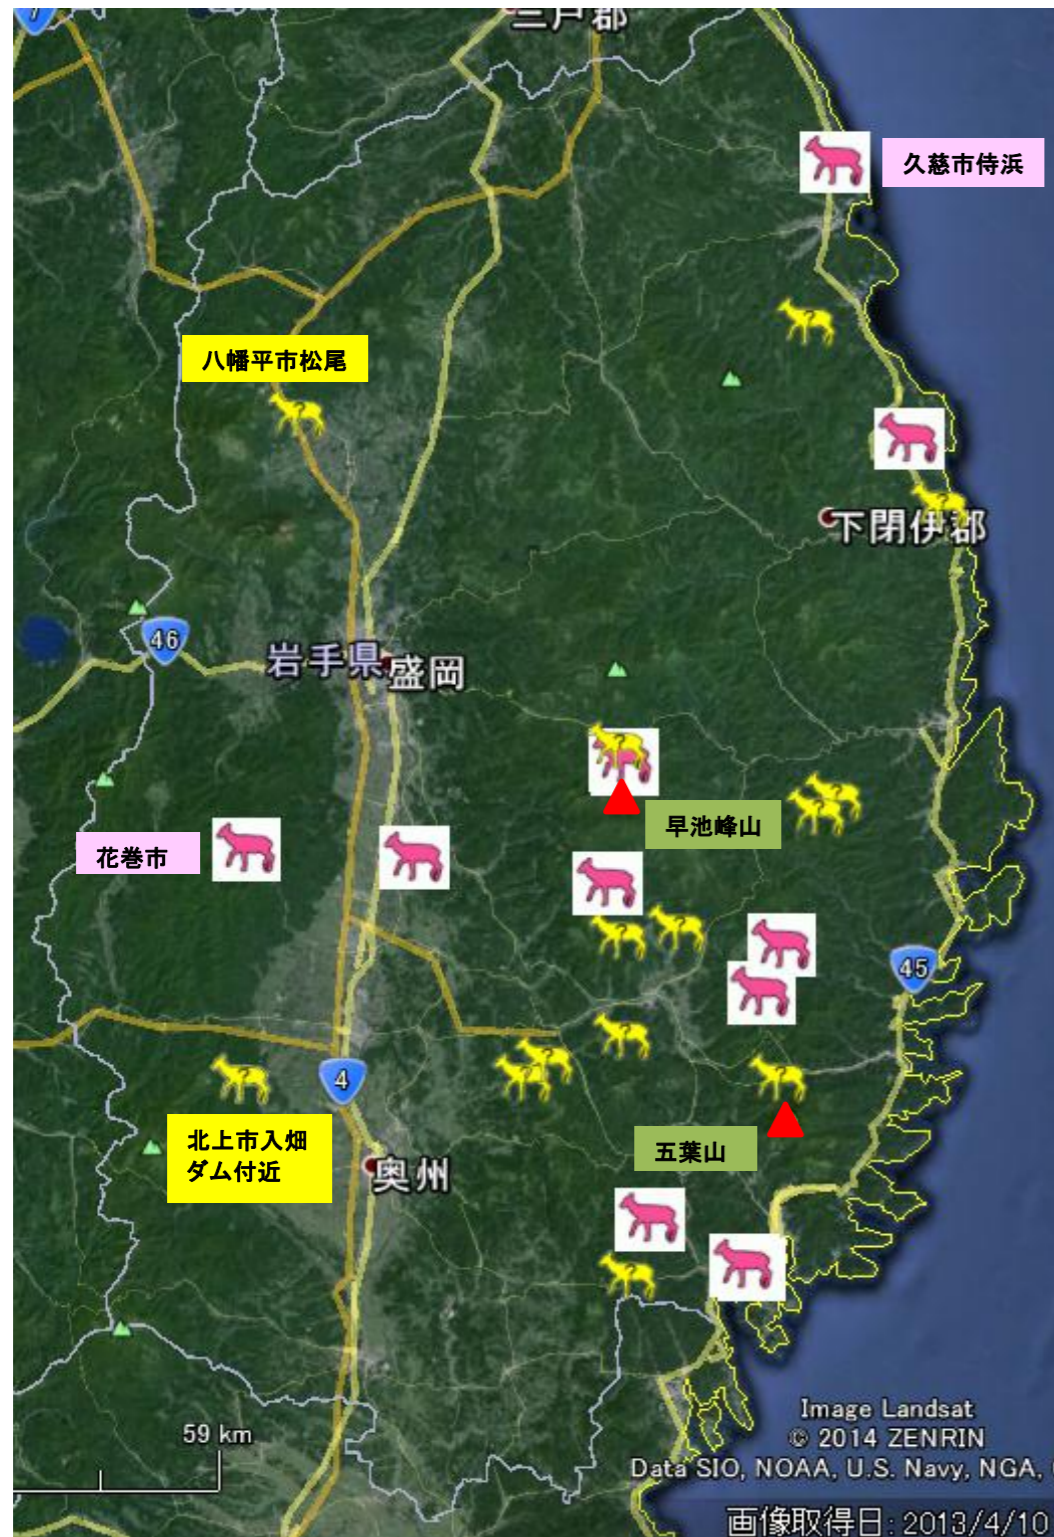 7
三戸郡
久慈市侍浜
八幡平市松尾
下閉伊郡
46
岩手県
盛岡
早池峰山
花巻市
45
4
北上市入畑
ダム付近
五葉山
奥州
59 km
Image Landsat
© 2014 ZENRIN
Data SIO, NOAA, U.S. Navy, NGA,
画像取得日: 2013/4/10